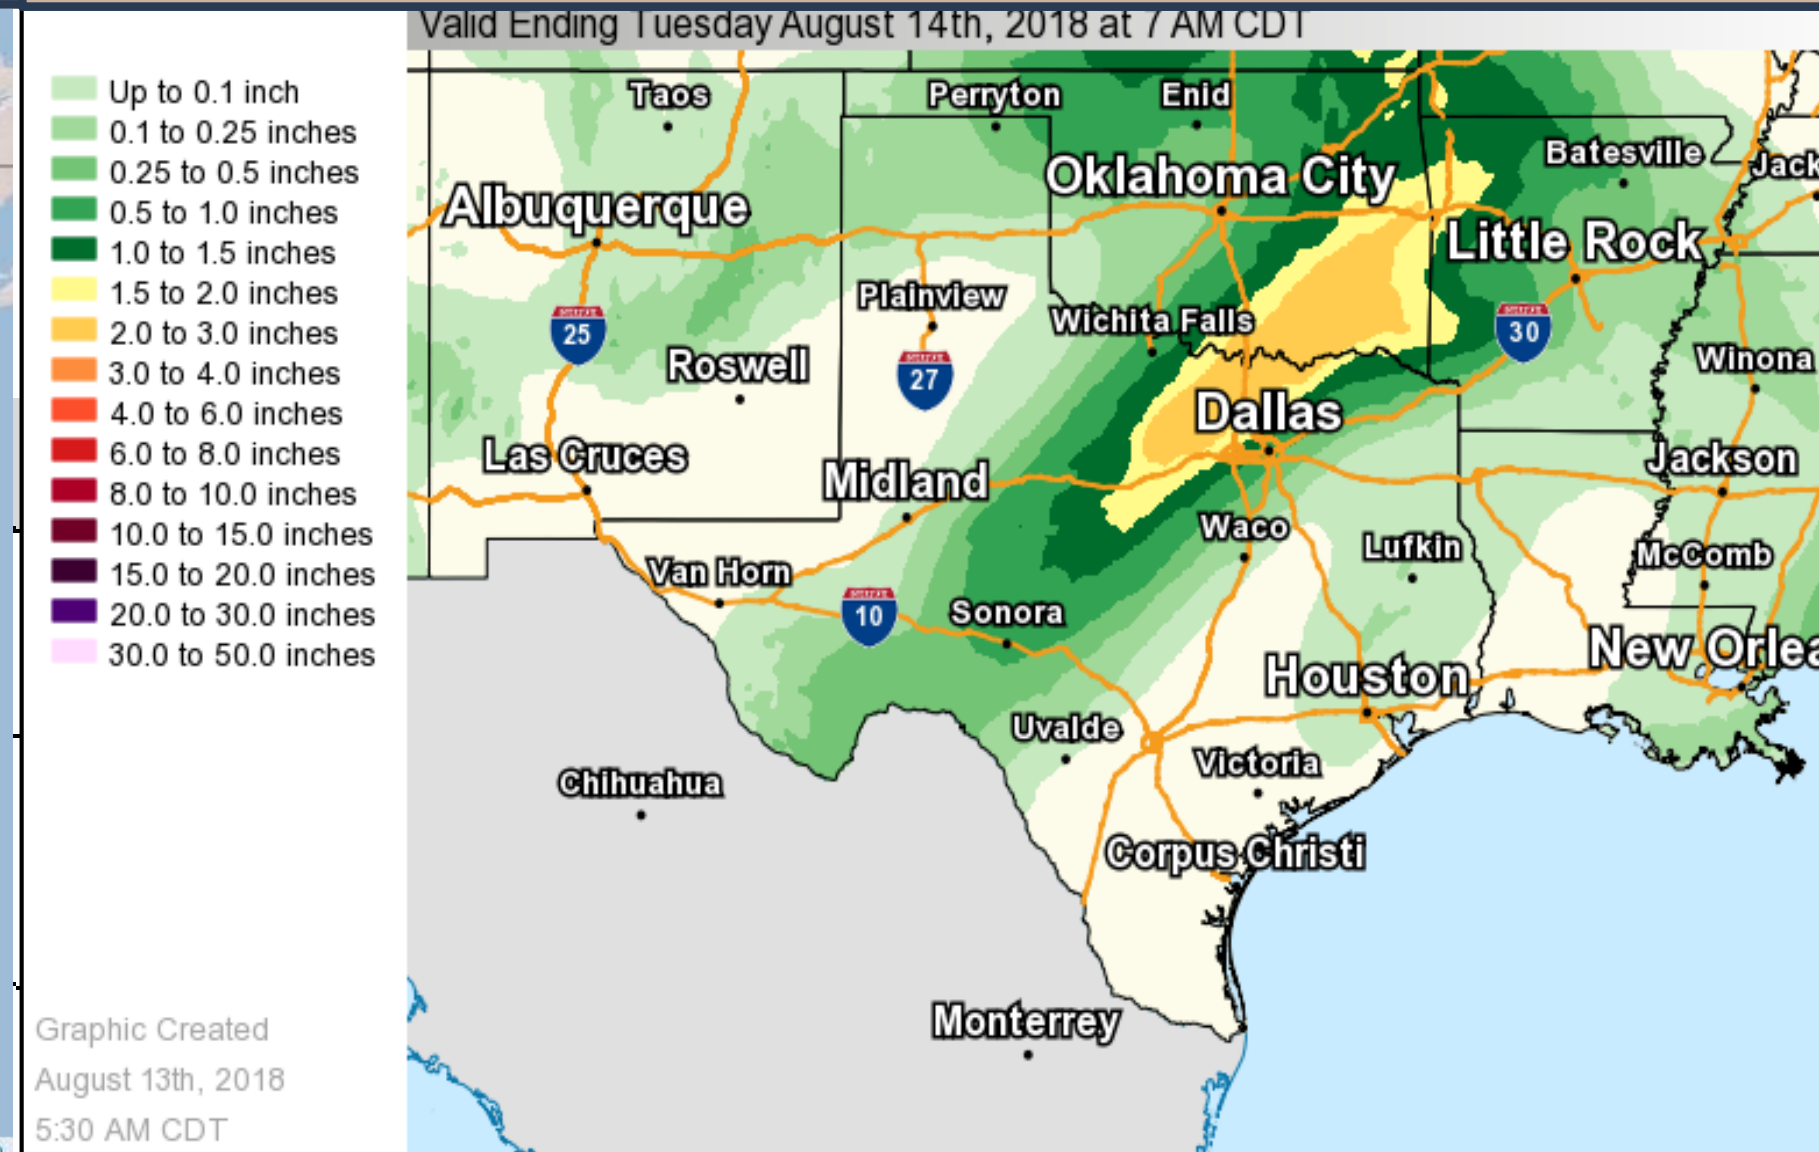 Valid Ending Tuesday August 14th, 2018 at 7 AM CDT
Up to 0.1 inch
0.1 to 0.25 inches
0.25 to 0.5 inches
0.5 to 1.0 inches
1.0 to 1.5 inches
1.5 to 2.0 inches
2.0 to 3.0 inches
3.0 to 4.0 inches
4.0 to 6.0 inches
6.0 to 8.0 inches
8.0 to 10.0 inches
10.0 to 15.0 inches
15.0 to 20.0 inches
20.0 to 30.0 inches
30.0 to 50.0 inches
Graphic Created
August 13th, 2018
5:30 AM CDT
Taos
Perryton
Enid
Batesville
Jack
Oklahoma City
Albuquerque
Little Rock
Plainview
Wichita Falls
25
30
Roswell
27
Winona
Dallas
Las Cruces
Midland
Jackson
Waco
Lufkin
McComb
Van Horn
10
Sonora
New Orlea
Houston
Uvalde
Victoria
Chihuahua
Corpus Christi
Monterrey